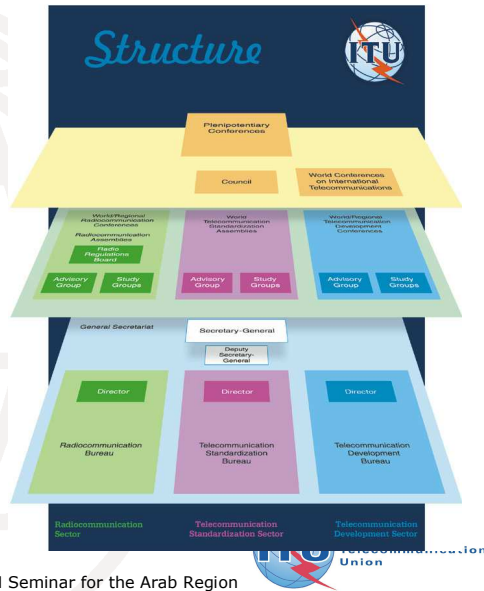 Structure
ITU
Plenipotentiary
Conferences
Council
World Conferences
on International
Telecommunications
World/Regional
Radiocommunication
Conferences
Radiocommunication
Assemblies
Radio
Regulations
Board
Advisory
Group
Study
Groups
World
Telecommunication
Standardization
Assemblies
Advisory
Group
Study
Groups
World/Regional
Telecommunication
Development
Conferences
Advisory
Group
Study
Groups
General Secretariat
Secretary-General
Deputy
Secretary-
General
Director
Radiocommunication
Bureau
Director
Telecommunication
Standardization
Bureau
Director
Telecommunication
Development
Bureau
Radiocommunication
Sector
Telecommunication
Standardization Sector
Telecommunication
Development Sector
ITU
Telecommunication
Union
Seminar for the Arab Region